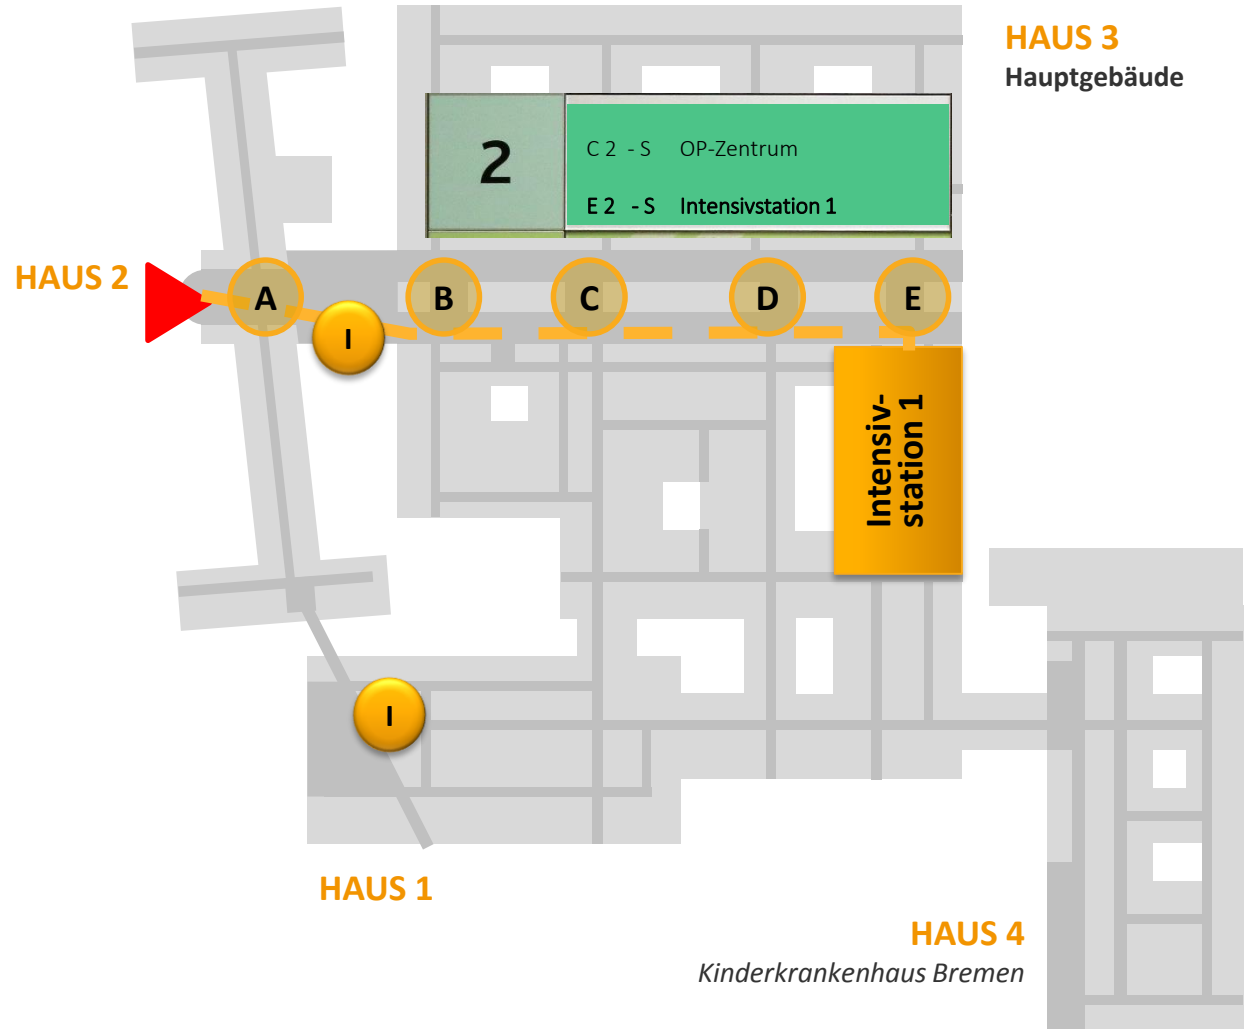 HAUS 3
Hauptgebäude
2
C 2 - S OP-Zentrum
E 2 - S Intensivstation 1
HAUS 2
A
B
C
D
E
I
Intensiv-
station 1
I
HAUS 1
HAUS 4
Kinderkrankenhaus Bremen